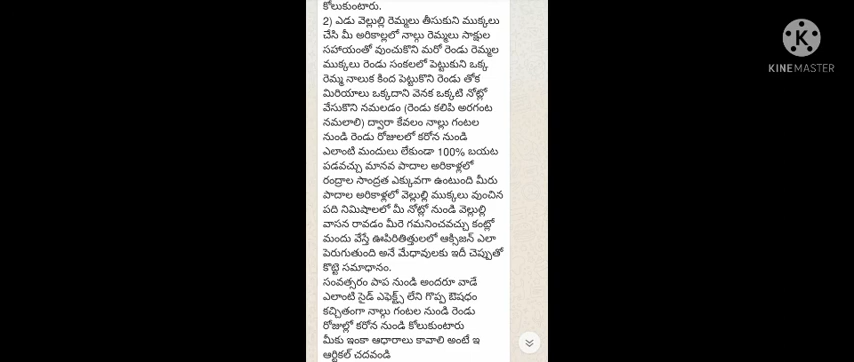 కోలుకుంటారు.
2) ఎడు వెల్లుల్లి రెమ్మలు తీసుకుని ముక్కలు
చేసి మీ అరికాల్లలో నాల్గు రెమ్మలు సాక్షుల
సహాయంతో వుంచుకొని మరో రెండు రెమ్మల
ముక్కలు రెండు సంకలలో పెట్టుకుని ఒక్క
రెమ్మ నాలుక కింద పెట్టుకొని రెండు తోక
మిరియాలు ఒక్కదాని వెనక ఒక్కటి నోట్లో
వేసుకొని నమలడం (రెండు కలిపి అరగంట
నమలాలి) ద్వారా కేవలం నాల్గు గంటల
నుండి రెండు రోజులలో కరోన నుండి
ఎలాంటి మందులు లేకుండా 100% బయట
పడవచ్చు మానవ పాదాల అరికాళ్లలో
రంద్రాల సాంద్రత ఎక్కువగా ఉంటుంది మీరు
పాదాల అరికాళ్లలో వెల్లుల్లి ముక్కలు వుంచిన
పది నిమిషాలలో మీ నోట్లో నుండి వెల్లుల్లి
వాసన రావడం మీరె గమనించవచ్చు కంట్లో
మందు వేస్తే ఊపిరితిత్తులలో ఆక్సిజన్ ఎలా
పెరుగుతుంది అనే మేధావులకు ఇదీ చెప్పుతో
కొట్టె సమాధానం.
సంవత్సరం పాప నుండి అందరూ వాడే
ఎలాంటి సైడ్ ఎఫెక్ట్స్ లేని గొప్ప ఔషధం
కచ్చితంగా నాల్గు గంటల నుండి రెండు
రోజుల్లో కరోన నుండి కోలుకుంటారు
మీకు ఇంకా ఆధారాలు కావాలి అంటే ఇ
ఆర్టికల్ చదవండి
KINEMASTER